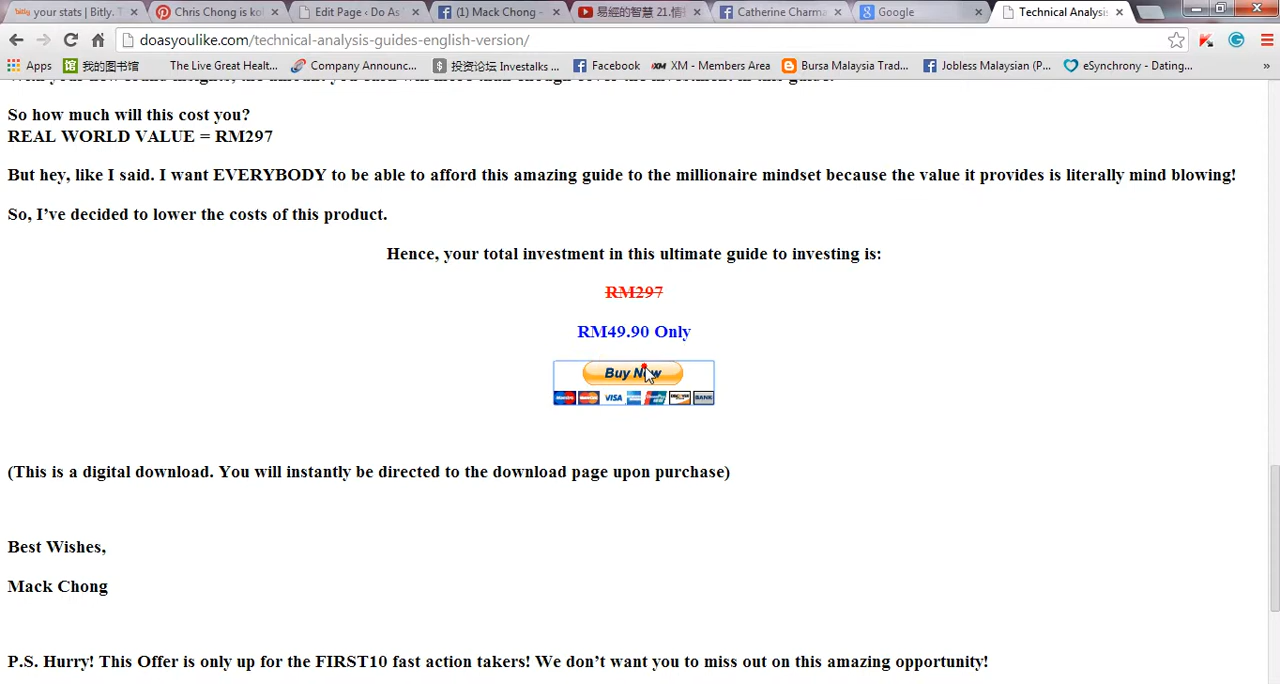 your stats | Bitly. T
Chris Chong is ko
Edit Page ‹ Do As
(1) Mack Chong -
易經的智慧 21.情
Catherine Charma
Google
Technical Analysis
doasyoulike.com/technical-analysis-guides-english-version/
Apps
我的图书馆
The Live Great Healt...
Company Announc...
投资论坛 Investalks ...
Facebook
XM - Members Area
Bursa Malaysia Trad...
Jobless Malaysian (P...
eSynchrony - Dating...
»
So how much will this cost you?
REAL WORLD VALUE = RM297
But hey, like I said. I want EVERYBODY to be able to afford this amazing guide to the millionaire mindset because the value it provides is literally mind blowing!
So, I’ve decided to lower the costs of this product.
Hence, your total investment in this ultimate guide to investing is:
RM297
RM49.90 Only
Buy Now
VISA
BANK
(This is a digital download. You will instantly be directed to the download page upon purchase)
Best Wishes,
Mack Chong
P.S. Hurry! This Offer is only up for the FIRST10 fast action takers! We don’t want you to miss out on this amazing opportunity!